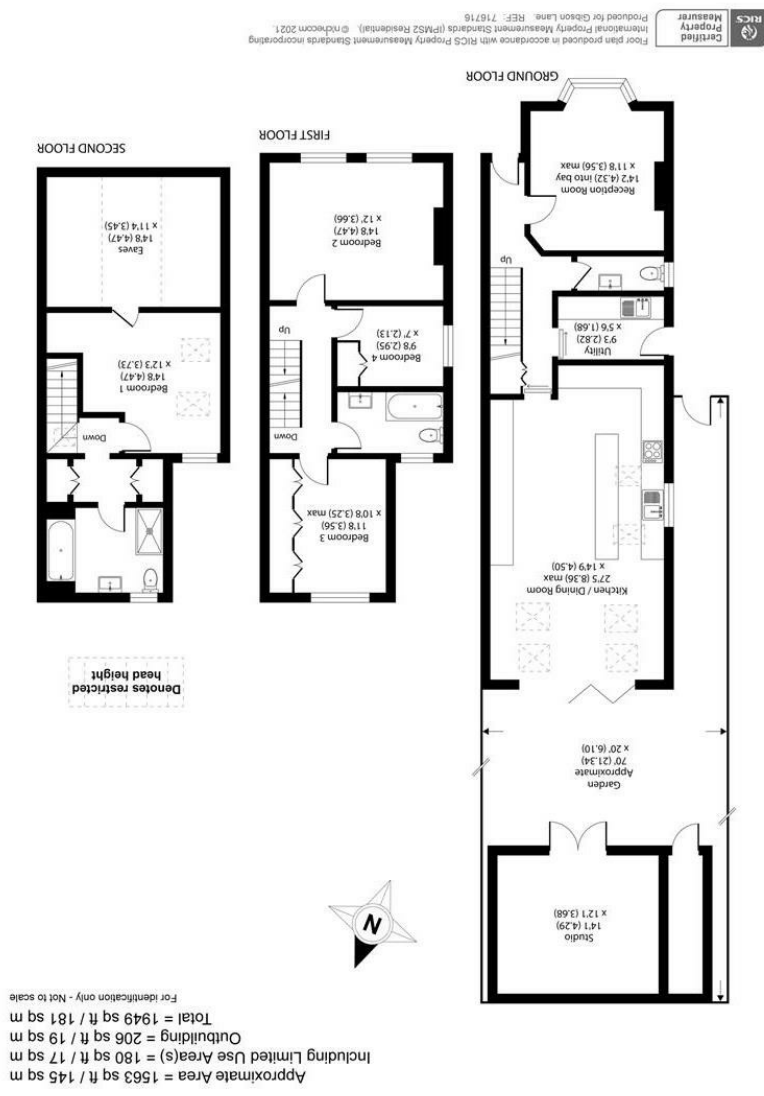 Approximate Area = 1563 sq ft / 145 sq m
Including Limited Use Area(s) = 180 sq ft / 17 sq m
Outbuilding = 206 sq ft / 19 sq m
Total = 1949 sq ft / 181 sq m
For identification only - Not to scale
N
Studio
14'1 (4.29)
x 12'1 (3.68)
Garden
Approximate
70' (21.34)
x 20' (6.10)
Denotes restricted
head height
Kitchen / Dining Room
27'5 (8.36) max
x 14'9 (4.50)
Utility
9'3 (2.82)
x 5'6 (1.68)
Up
Reception Room
14'2 (4.32) into bay
x 11'8 (3.56) max
GROUND FLOOR
Bedroom 3
11'8 (3.56)
x 10'8 (3.25) max
Down
Bedroom 4
9'8 (2.95)
x 7' (2.13)
Up
Bedroom 2
14'8 (4.47)
x 12' (3.66)
FIRST FLOOR
Down
Bedroom 1
14'8 (4.47)
x 12'3 (3.73)
Eaves
14'8 (4.47)
x 11'4 (3.45)
SECOND FLOOR
RICS
Certified
Property
Measurer
Floor plan produced in accordance with RICS Property Measurement Standards incorporating
International Property Measurement Standards (IPMS2 Residential). © nichecom 2021.
Produced for Gibson Lane. REF: 716716